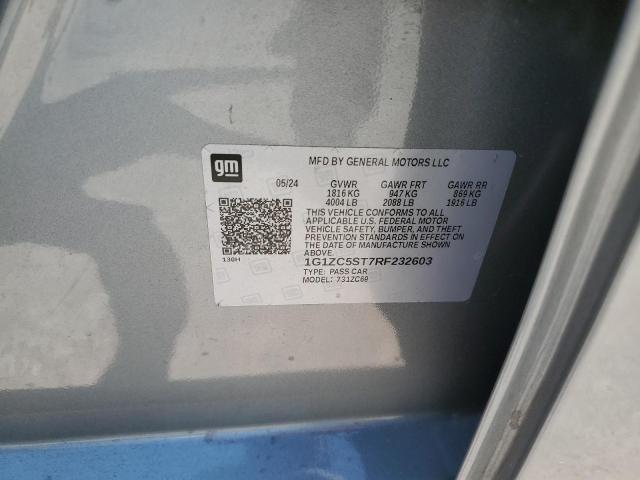 gm
MFD BY GENERAL MOTORS LLC
05/24 GVWR GAWR FRT GAWR RR
1816 KG 947 KG 869 KG
4004 LB 2088 LB 1916 LB
THIS VEHICLE CONFORMS TO ALL
APPLICABLE U.S. FEDERAL MOTOR
VEHICLE SAFETY, BUMPER, AND THEFT
PREVENTION STANDARDS IN EFFECT ON
THE DATE OF MANUFACTURE SHOWN
ABOVE.
130H
1G1ZC5ST7RF232603
TYPE: PASS CAR
MODEL: 731ZC69